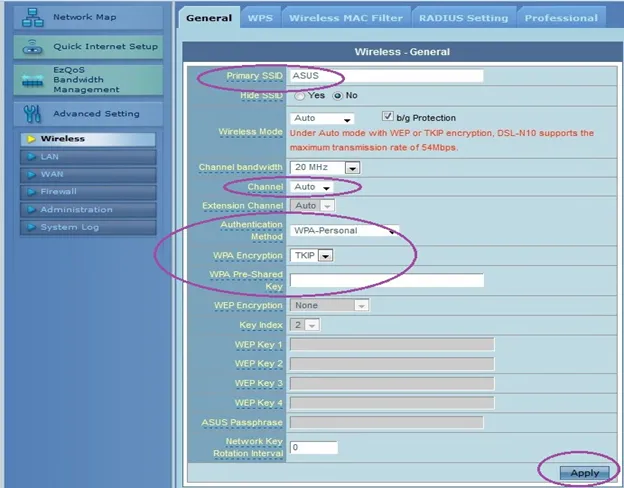 Network Map
Quick Internet Setup
EzQoS
Bandwidth
Management
Advanced Setting
Wireless
LAN
WAN
Firewall
Administration
System Log
General
WPS
Wireless MAC Filter
RADIUS Setting
Professional
Wireless - General
Primary SSID ASUS
Hide SSID Yes No
Wireless Mode Auto b/g Protection
Under Auto mode with WEP or TKIP encryption, DSL-N10 supports the
maximum transmission rate of 54Mbps.
Channel bandwidth 20 MHz
Channel Auto
Extension Channel Auto
Authentication
Method WPA-Personal
WPA Encryption TKIP
WPA Pre-Shared
Key
WEP Encryption None
Key Index 2
WEP Key 1
WEP Key 2
WEP Key 3
WEP Key 4
ASUS Passphrase
Network Key
Rotation Interval 0
Apply